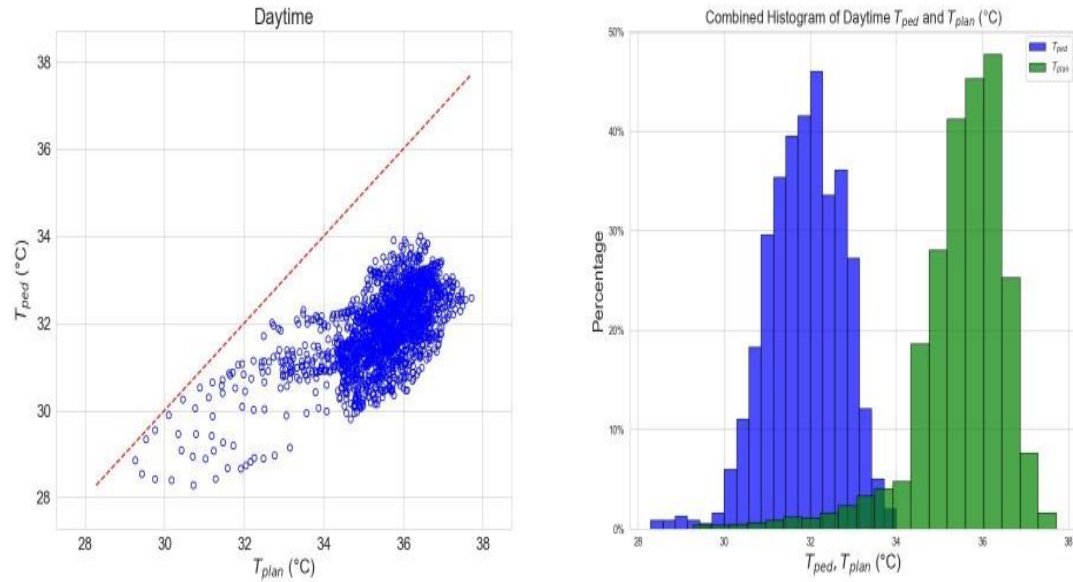 Daytime
38
36
34
32
30
28
T_ped (°C)
28 30 32 34 36 38
T_plan (°C)
Combined Histogram of Daytime T_ped and T_plan (°C)
50%
40%
30%
20%
10%
0%
Percentage
T_ped
T_plan
28 30 32 34 36 38
T_ped, T_plan (°C)